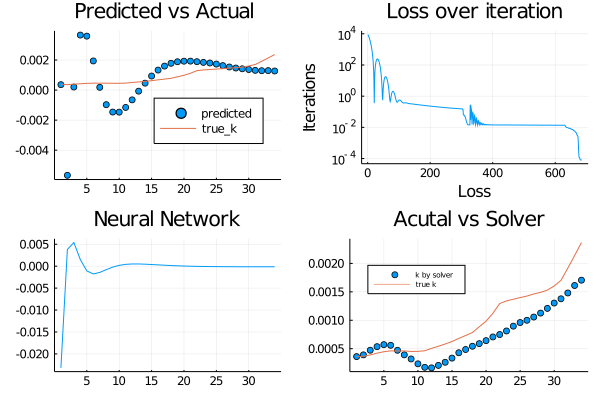 Predicted vs Actual
0.002
0.000
-0.002
-0.004
predicted
true_k
5 10 15 20 25 30
Loss over iteration
Iterations
10^4
10^2
10^0
10^-2
10^-4
0 200 400 600
Loss
Neural Network
0.005
0.000
-0.005
-0.010
-0.015
-0.020
5 10 15 20 25 30
Acutal vs Solver
0.0020
0.0015
0.0010
0.0005
k by solver
true k
5 10 15 20 25 30